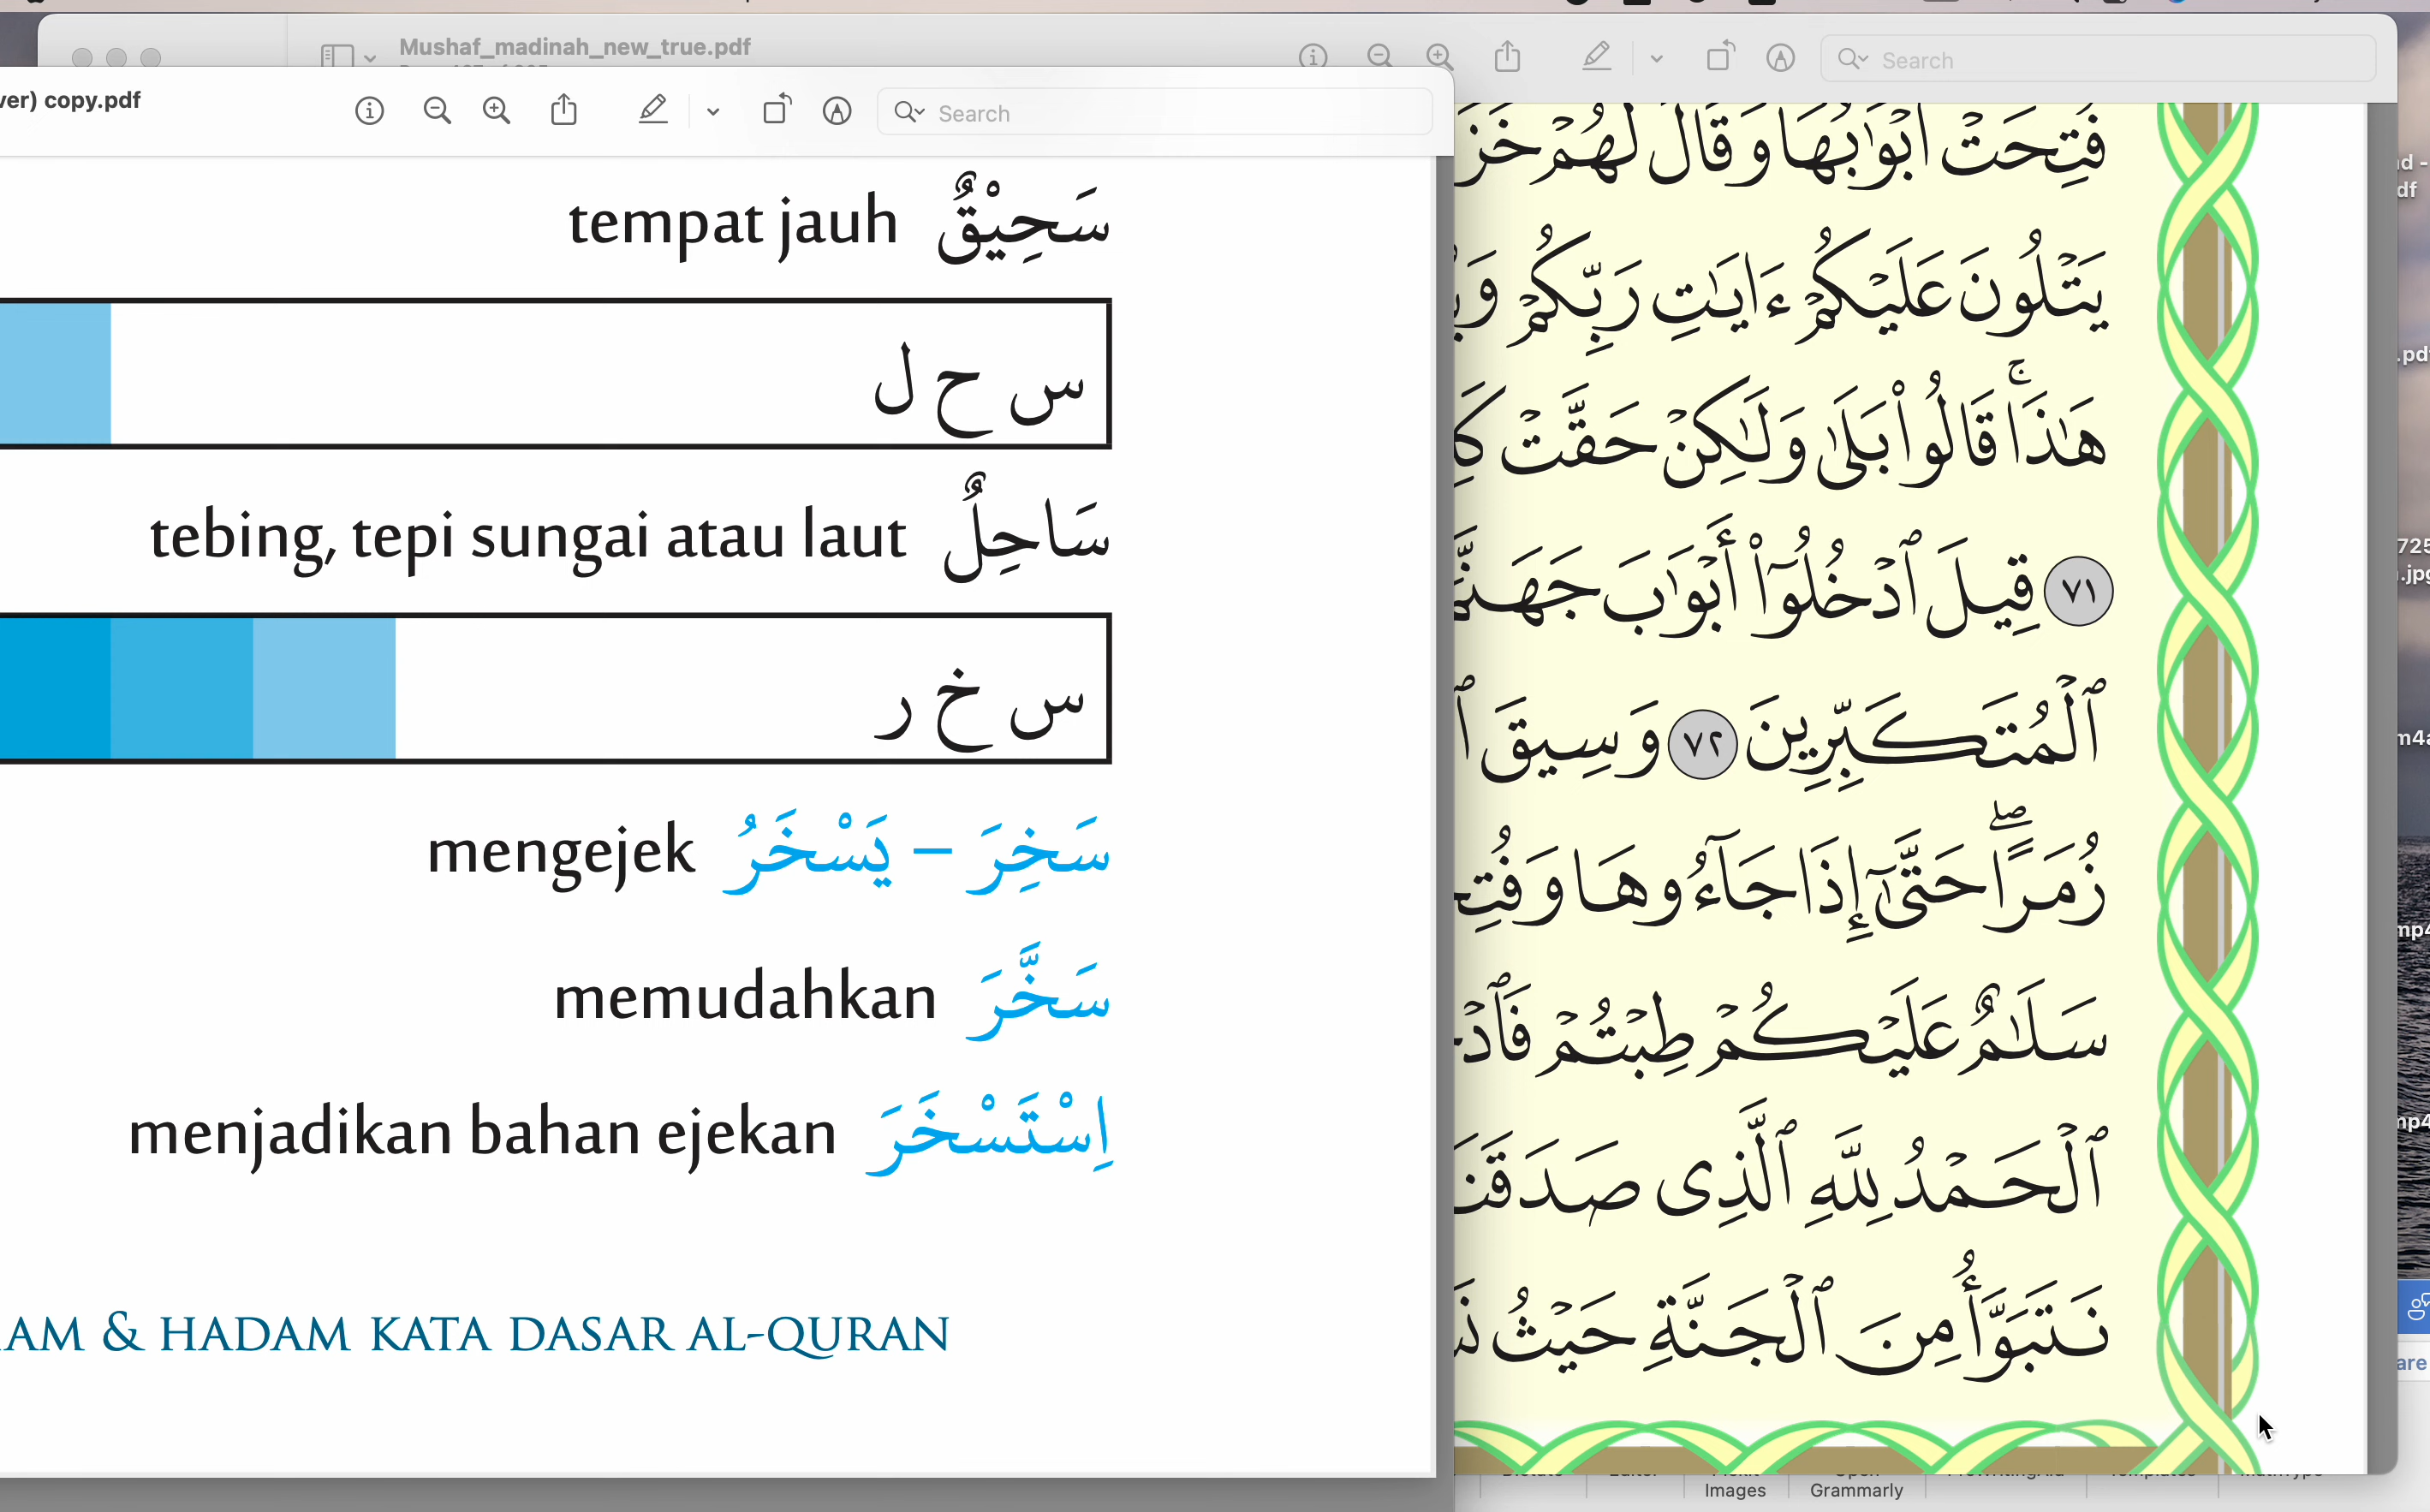 Mushaf_madinah_new_true.pdf
Search
ver) copy.pdf
Search
سَحِيْقٌ tempat jauh
س ح ل
سَاحِلٌ tebing, tepi sungai atau laut
س خ ر
سَخِرَ – يَسْخَرُ mengejek
سَخَّرَ memudahkan
اِسْتَسْخَرَ menjadikan bahan ejekan
AM & HADAM KATA DASAR AL-QURAN
فُتِحَتْ أَبْوَٰبُهَا وَقَالَ لَهُمْ
يَتْلُونَ عَلَيْكُمْ ءَايَٰتِ رَبِّكُمْ
هَٰذَا ۚ قَالُوا۟ بَلَىٰ وَلَٰكِنْ حَقَّتْ
٧١ قِيلَ ٱدْخُلُوٓا۟ أَبْوَٰبَ جَهَنَّمَ
ٱلْمُتَكَبِّرِينَ ٧٢ وَسِيقَ
زُمَرًا ۖ حَتَّىٰٓ إِذَا جَآءُوهَا
سَلَٰمٌ عَلَيْكُمْ طِبْتُمْ
ٱلْحَمْدُ لِلَّهِ ٱلَّذِى
نَتَبَوَّأُ مِنَ ٱلْجَنَّةِ حَيْثُ
Images
Grammarly